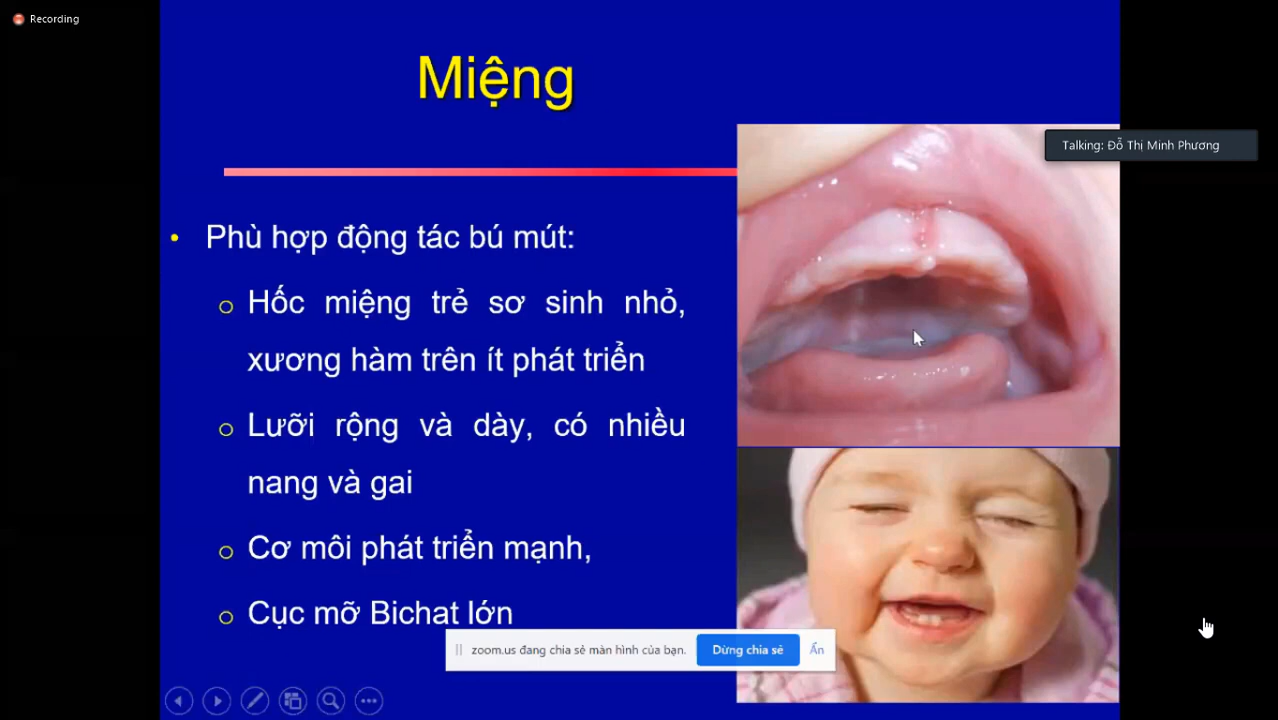 Recording
Miệng
Talking: Đỗ Thị Minh Phương
• Phù hợp động tác bú mút:
o Hốc miệng trẻ sơ sinh nhỏ,
xương hàm trên ít phát triển
o Lưỡi rộng và dày, có nhiều
nang và gai
o Cơ môi phát triển mạnh,
o Cục mỡ Bichat lớn
zoom.us đang chia sẻ màn hình của bạn. Dừng chia sẻ Ẩn